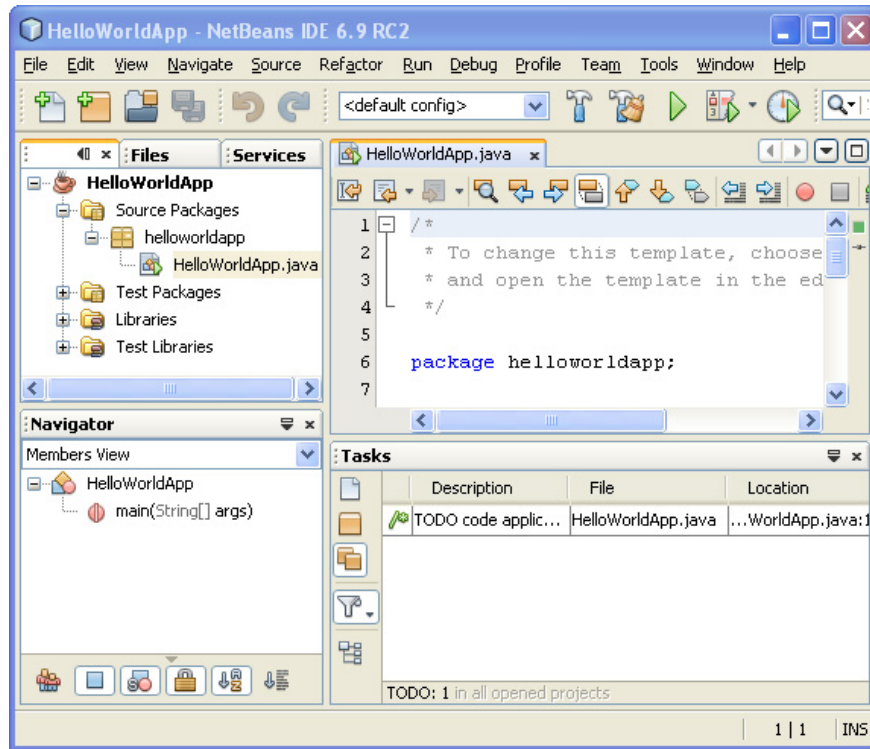 HelloWorldApp - NetBeans IDE 6.9 RC2
File Edit View Navigate Source Refactor Run Debug Profile Team Tools Window Help
<default config>
Files Services
HelloWorldApp
Source Packages
helloworldapp
HelloWorldApp.java
Test Packages
Libraries
Test Libraries
HelloWorldApp.java
1 /*
2 * To change this template, choose
3 * and open the template in the ed
4 */
5
6 package helloworldapp;
7
Navigator
Members View
HelloWorldApp
main(String[] args)
Tasks
Description File Location
TODO code applic... HelloWorldApp.java ...WorldApp.java:1
TODO: 1 in all opened projects
1 | 1 INS